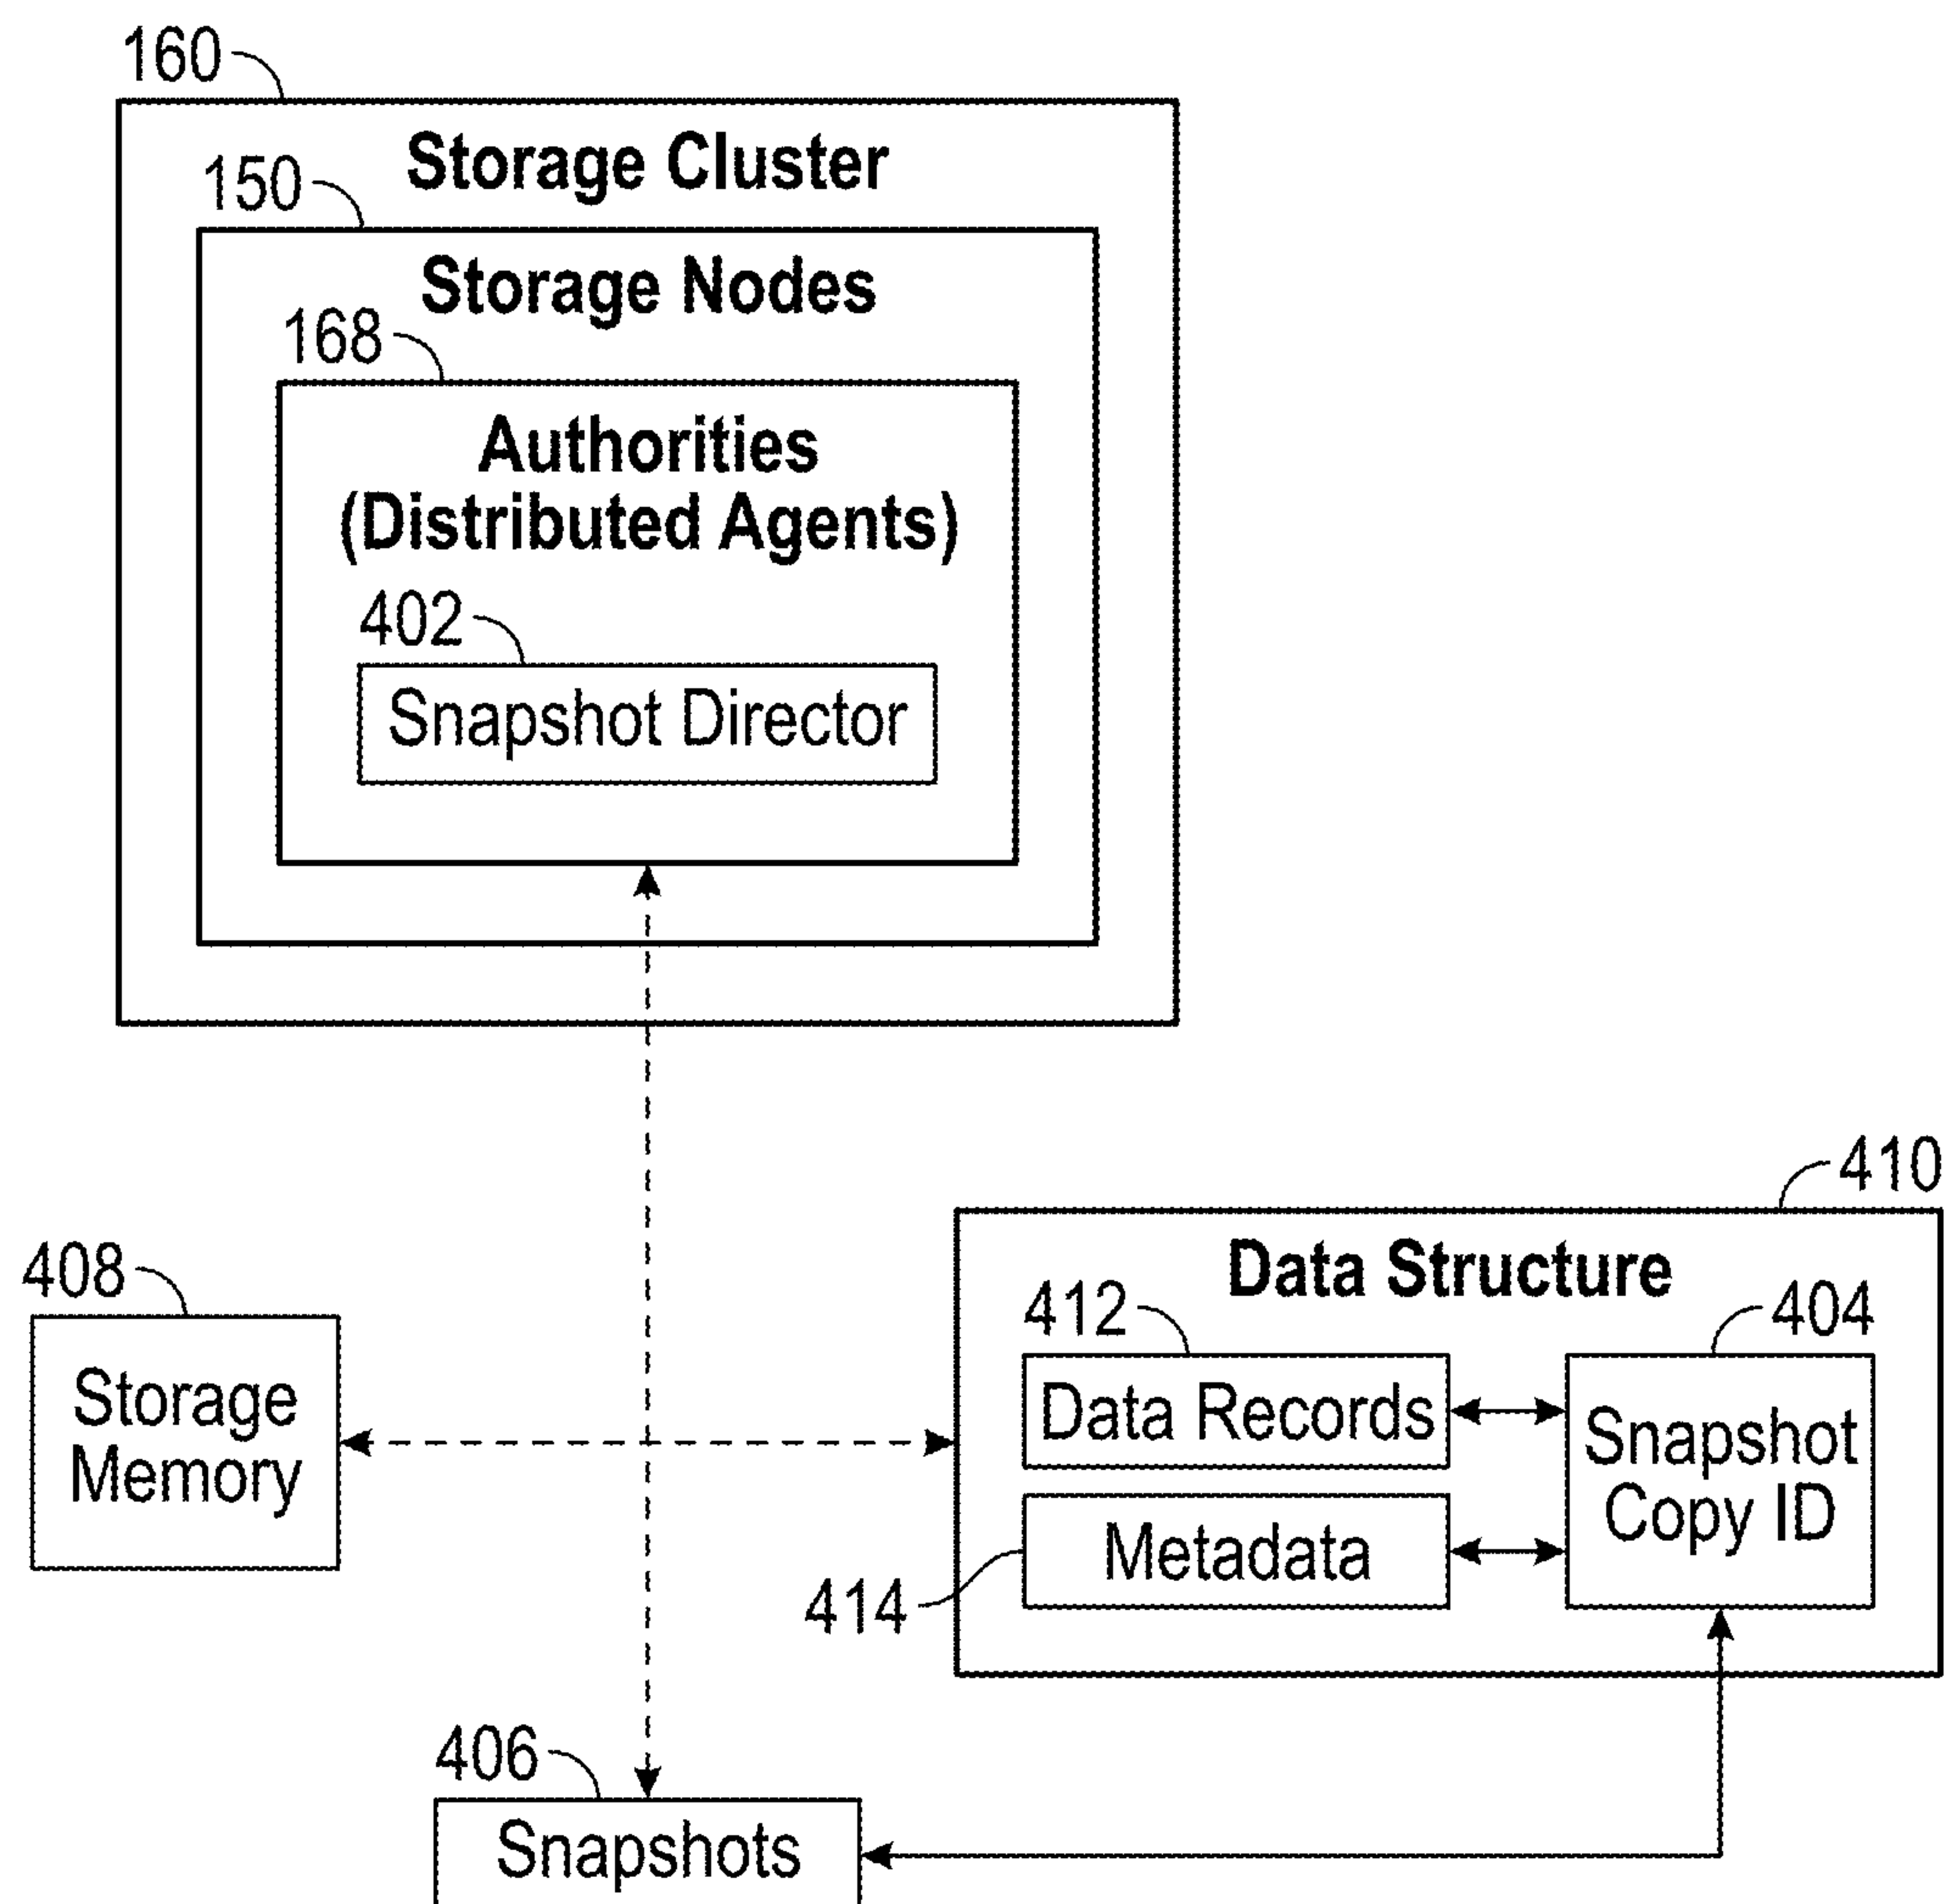 160
Storage Cluster
150
Storage Nodes
168
Authorities
(Distributed Agents)
402
Snapshot Director
410
Data Structure
408
Storage
Memory
412
404
Data Records
Snapshot
Copy ID
Metadata
414
406
Snapshots